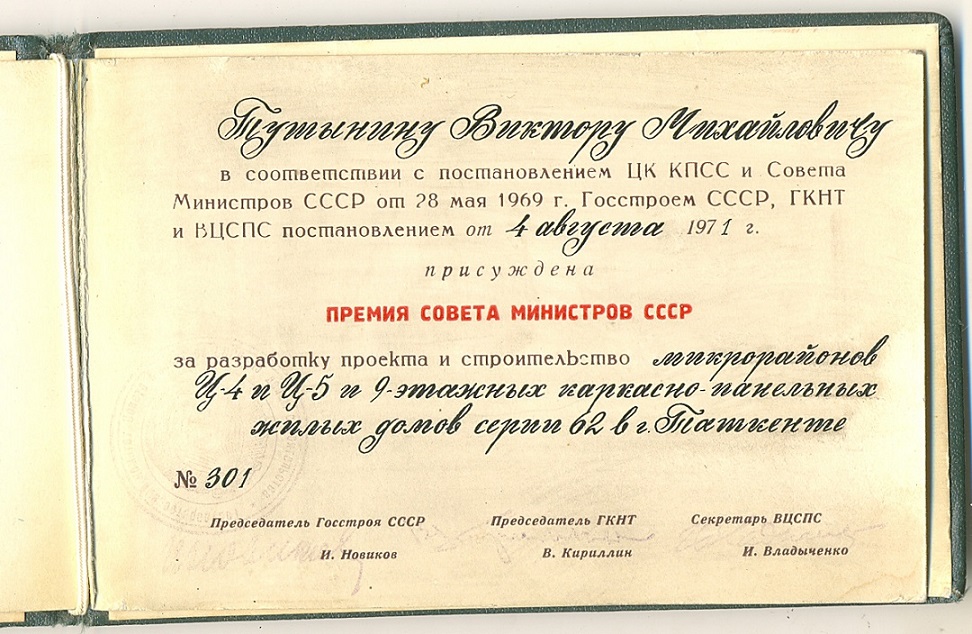 Тутынину Виктору Михайловичу
в соответствии с постановлением ЦК КПСС и Совета
Министров СССР от 28 мая 1969 г. Госстроем СССР, ГКНТ
и ВЦСПС постановлением от 4 августа 1971 г.
присуждена
ПРЕМИЯ СОВЕТА МИНИСТРОВ СССР
за разработку проекта и строительство микрорайонов
Ц-4 и Ц-5 и 9-этажных каркасно-панельных
жилых домов серии 62 в г. Ташкенте
№ 301
Председатель Госстроя СССР Председатель ГКНТ Секретарь ВЦСПС
И. Новиков В. Кириллин И. Владыченко